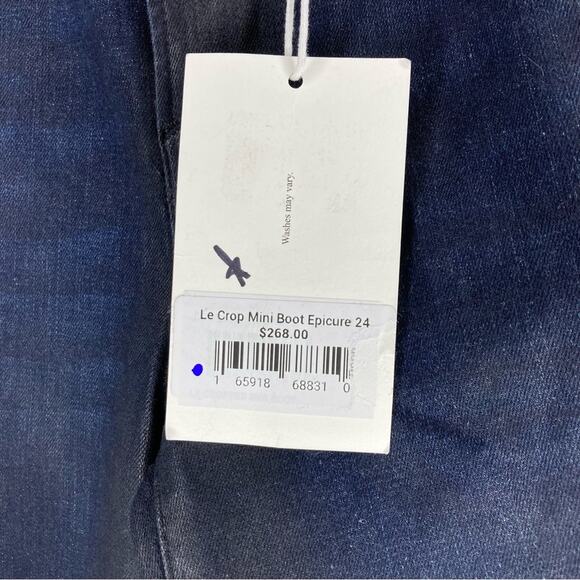 Washes may vary.
Le Crop Mini Boot Epicure 24
$268.00
1 65918 68831 0